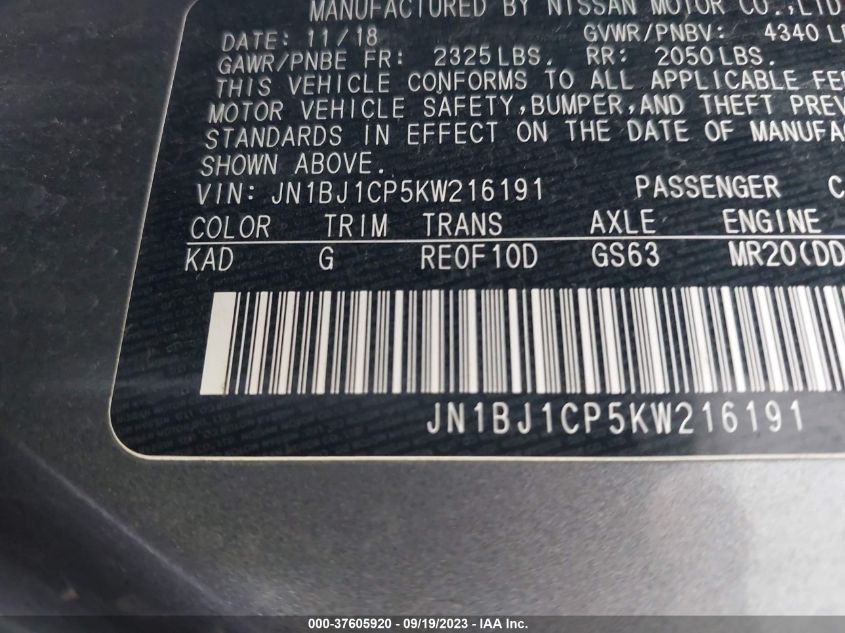 MANUFACTURED BY NISSAN MOTOR CO.,LTD
DATE: 11/18 GVWR/PNBV: 4340
GAWR/PNBE FR: 2325LBS. RR: 2050LBS.
THIS VEHICLE CONFORMS TO ALL APPLICABLE
MOTOR VEHICLE SAFETY,BUMPER,AND THEFT
STANDARDS IN EFFECT ON THE DATE OF
SHOWN ABOVE.
VIN: JN1BJ1CP5KW216191 PASSENGER
COLOR TRIM TRANS AXLE ENGINE
KAD G RE0F10D GS63 MR20(DD
JN1BJ1CP5KW216191
000-37605920 - 09/19/2023 - IAA Inc.